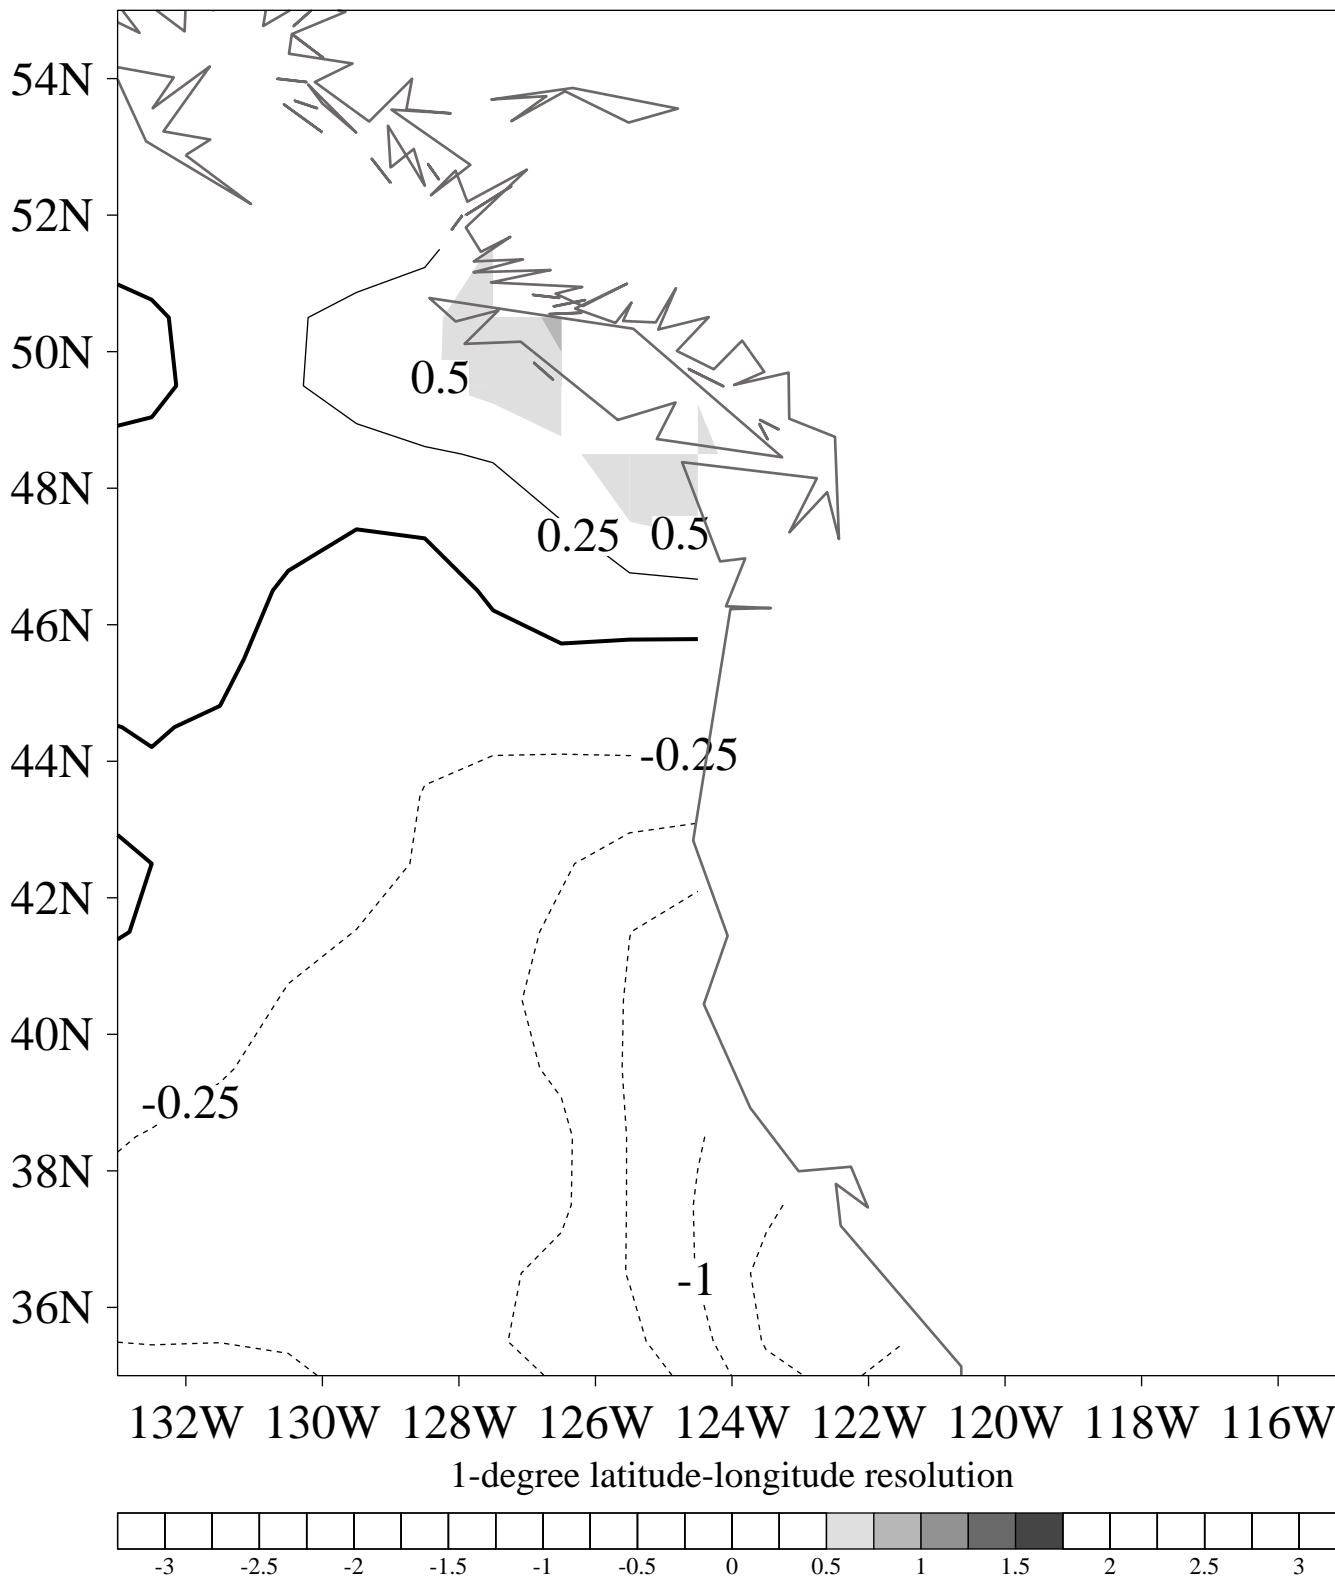 54N
52N
50N
0.5
48N
0.25
0.5
46N
44N
-0.25
42N
40N
-0.25
38N
-1
36N
132W 130W 128W 126W 124W 122W 120W 118W 116W
1-degree latitude-longitude resolution
-3 -2.5 -2 -1.5 -1 -0.5 0 0.5 1 1.5 2 2.5 3